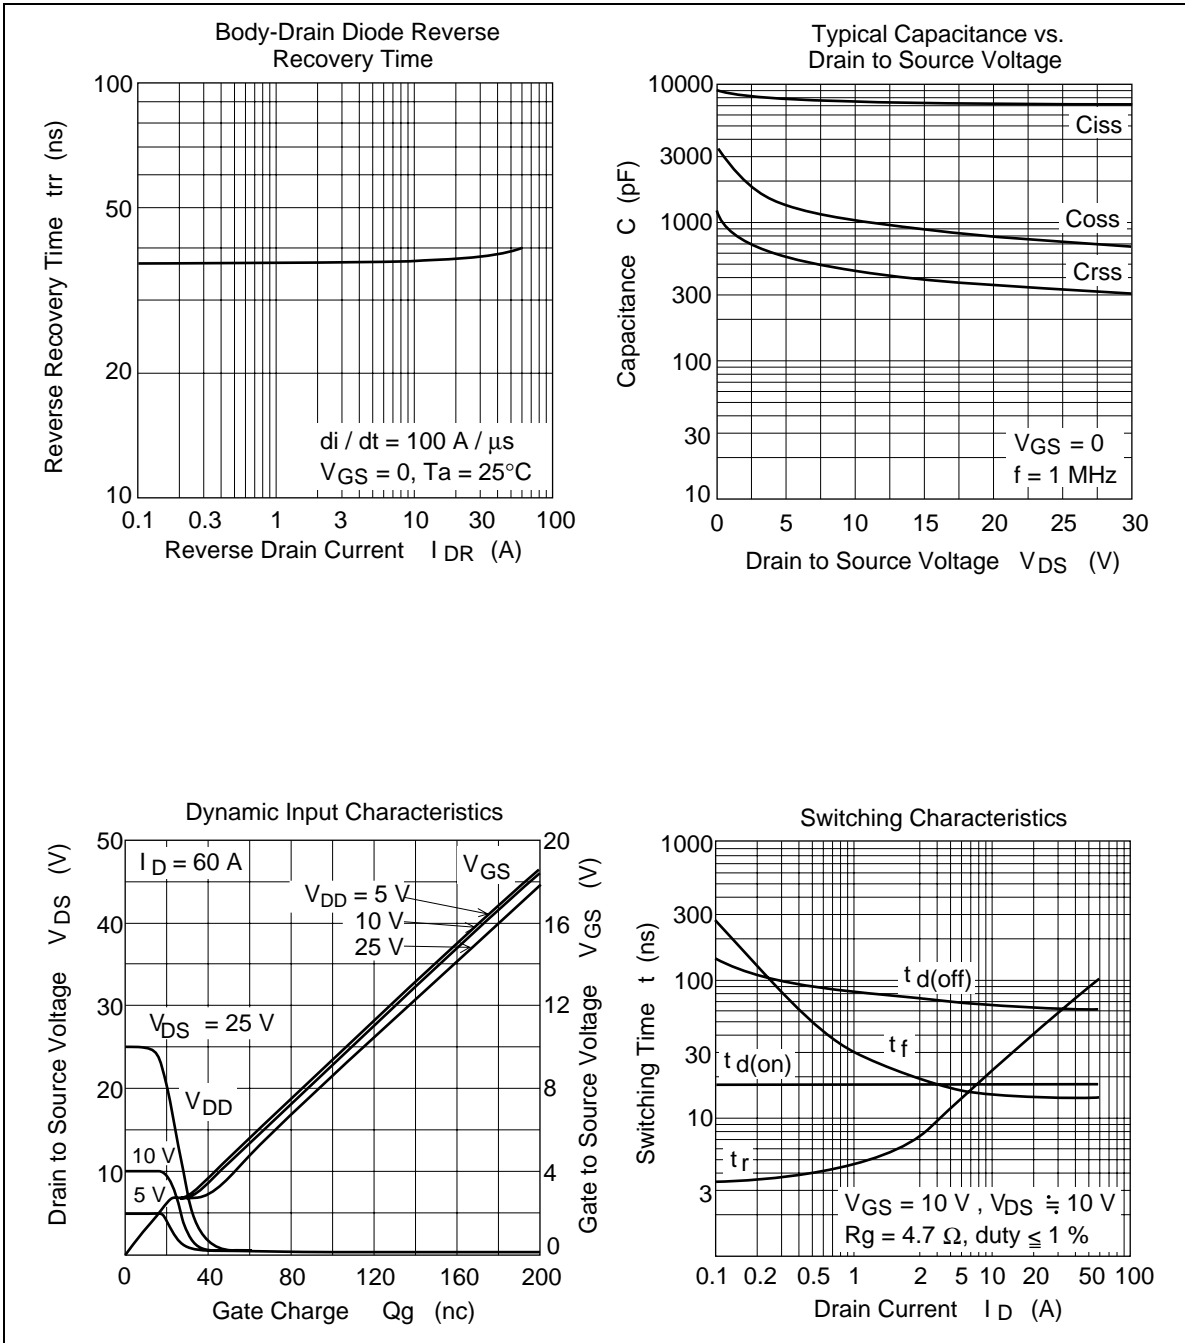 Body-Drain Diode Reverse
Recovery Time
Reverse Recovery Time trr (ns)
100
50
20
10
di / dt = 100 A / μs
VGS = 0, Ta = 25°C
0.1 0.3 1 3 10 30 100
Reverse Drain Current I DR (A)
Typical Capacitance vs.
Drain to Source Voltage
Capacitance C (pF)
10000
3000
1000
300
100
30
10
Ciss
Coss
Crss
VGS = 0
f = 1 MHz
0 5 10 15 20 25 30
Drain to Source Voltage VDS (V)
Dynamic Input Characteristics
Drain to Source Voltage VDS (V)
50
40
30
20
10
I D = 60 A
VGS
VDD = 5 V
10 V
25 V
VDS = 25 V
VDD
10 V
5 V
20
16
12
8
4
0
Gate to Source Voltage VGS (V)
0 40 80 120 160 200
Gate Charge Qg (nc)
Switching Characteristics
Switching Time t (ns)
1000
300
100
30
10
3
t d(off)
t f
t d(on)
t r
VGS = 10 V , VDS ≒ 10 V
Rg = 4.7 Ω, duty ≦ 1 %
0.1 0.2 0.5 1 2 5 10 20 50 100
Drain Current I D (A)